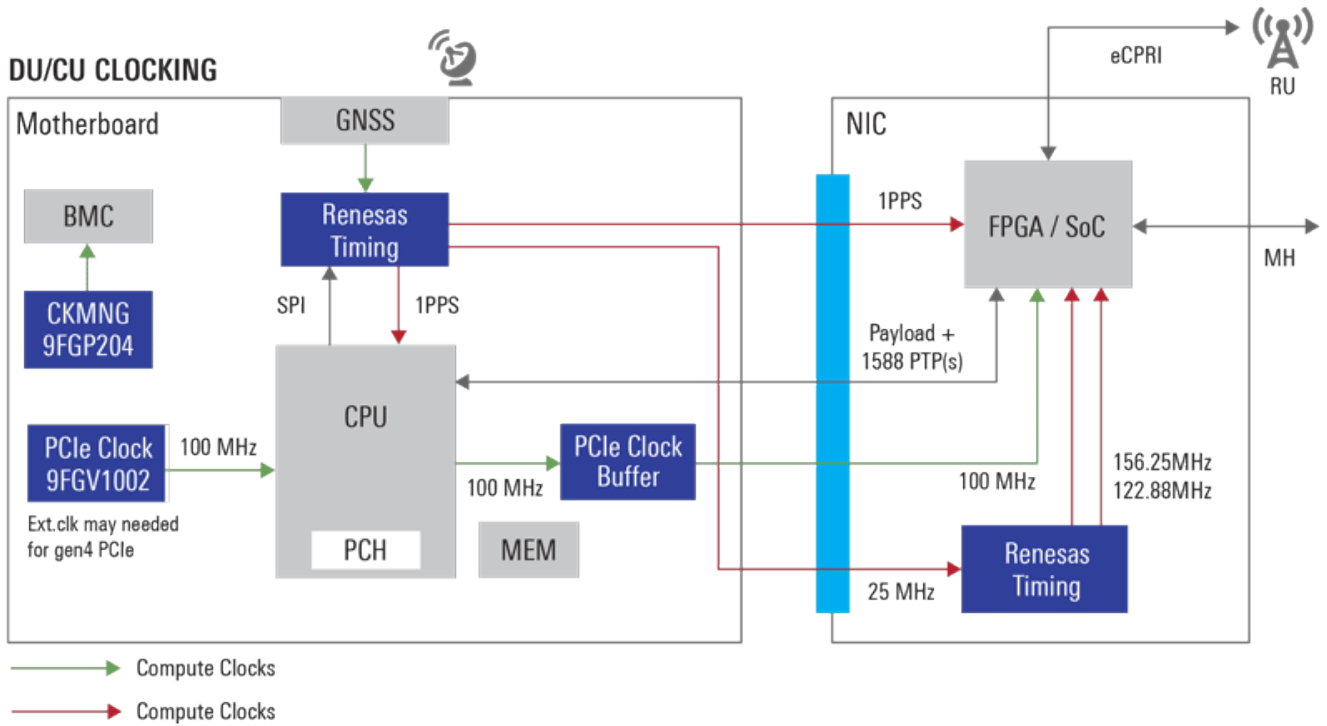 DU/CU CLOCKING
Motherboard
GNSS
BMC
Renesas
Timing
CKMNG
9FGP204
SPI
1PPS
CPU
PCIe Clock
9FGV1002
100 MHz
Ext.clk may needed
for gen4 PCIe
100 MHz
PCIe Clock
Buffer
PCH
MEM
NIC
eCPRI
RU
1PPS
FPGA / SoC
MH
Payload +
1588 PTP(s)
100 MHz
156.25MHz
122.88MHz
25 MHz
Renesas
Timing
Compute Clocks
Compute Clocks